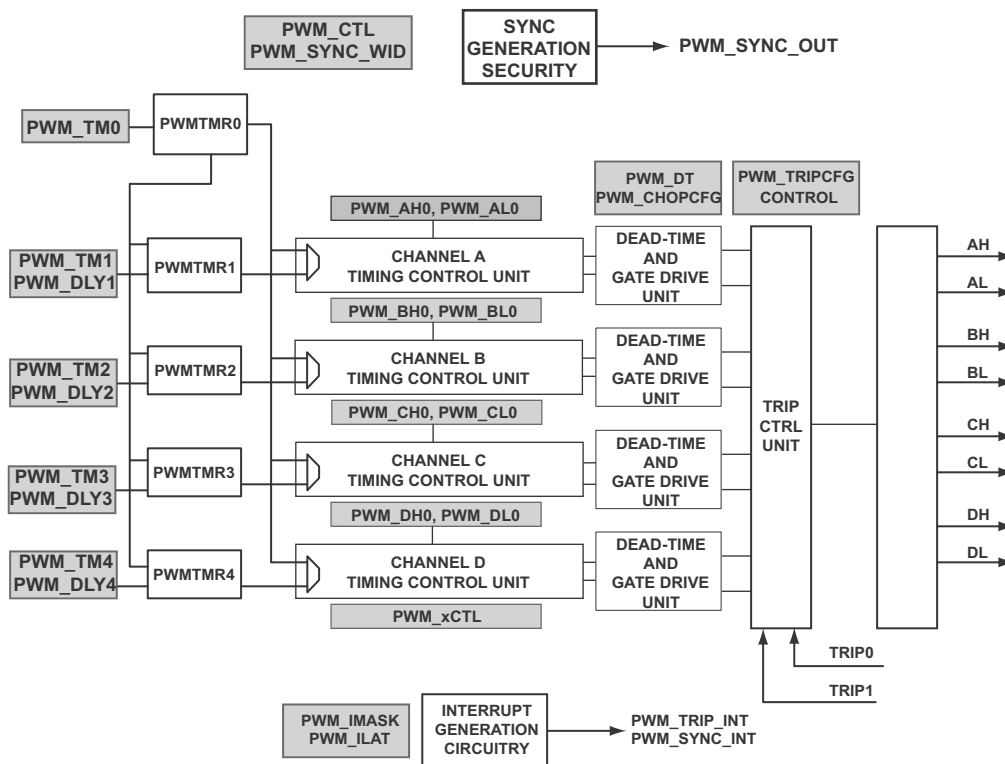 PWM_CTL
PWM_SYNC_WID
SYNC
GENERATION
SECURITY
PWM_SYNC_OUT
PWM_TM0
PWMTMR0
PWM_DT
PWM_CHOPCFG
PWM_TRIPCFG
CONTROL
PWM_AH0, PWM_AL0
PWM_TM1
PWM_DLY1
PWMTMR1
CHANNEL A
TIMING CONTROL UNIT
DEAD-TIME
AND
GATE DRIVE
UNIT
AH
AL
PWM_BH0, PWM_BL0
PWM_TM2
PWM_DLY2
PWMTMR2
CHANNEL B
TIMING CONTROL UNIT
DEAD-TIME
AND
GATE DRIVE
UNIT
BH
BL
PWM_CH0, PWM_CL0
TRIP
CTRL
UNIT
PWM_TM3
PWM_DLY3
PWMTMR3
CHANNEL C
TIMING CONTROL UNIT
DEAD-TIME
AND
GATE DRIVE
UNIT
CH
CL
PWM_DH0, PWM_DL0
PWM_TM4
PWM_DLY4
PWMTMR4
CHANNEL D
TIMING CONTROL UNIT
DEAD-TIME
AND
GATE DRIVE
UNIT
DH
DL
PWM_xCTL
TRIP0
TRIP1
PWM_IMASK
PWM_ILAT
INTERRUPT
GENERATION
CIRCUITRY
PWM_TRIP_INT
PWM_SYNC_INT